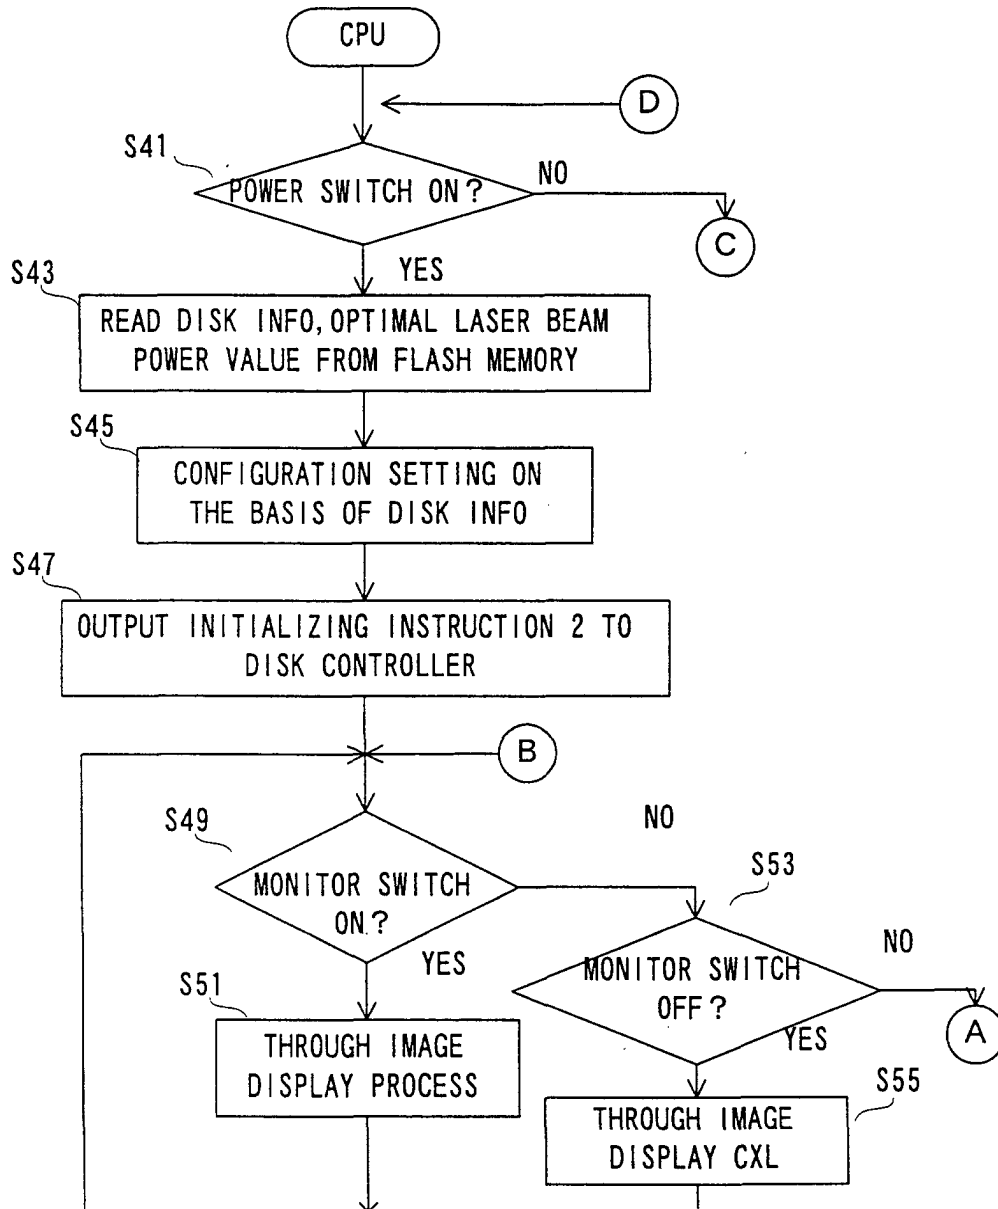 CPU
D
S41
POWER SWITCH ON?
NO
C
YES
S43
READ DISK INFO, OPTIMAL LASER BEAM
POWER VALUE FROM FLASH MEMORY
S45
CONFIGURATION SETTING ON
THE BASIS OF DISK INFO
S47
OUTPUT INITIALIZING INSTRUCTION 2 TO
DISK CONTROLLER
B
S49
NO
MONITOR SWITCH
ON?
YES
S53
MONITOR SWITCH
OFF?
NO
A
YES
S51
THROUGH IMAGE
DISPLAY PROCESS
S55
THROUGH IMAGE
DISPLAY CXL